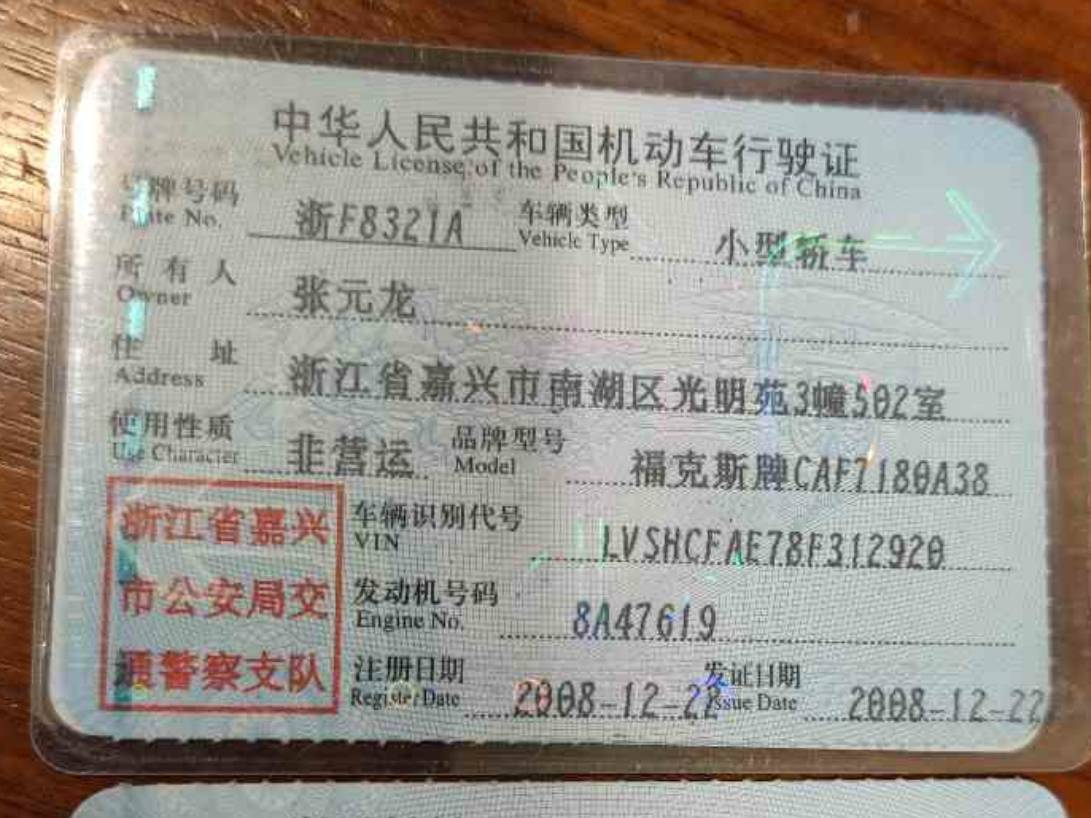 中华人民共和国机动车行驶证
Vehicle License of the People's Republic of China
号牌号码 浙F8321A 车辆类型 小型轿车
Plate No. Vehicle Type
所有人 张元龙
Owner
住址 浙江省嘉兴市南湖区光明苑3幢502室
Address
使用性质 非营运 品牌型号 福克斯牌CAF7180A38
Use Character Model
浙江省嘉兴
市公安局交
通警察支队
车辆识别代号 LVSHCFAE78F312920
VIN
发动机号码 8A47619
Engine No.
注册日期 2008-12-22 发证日期 2008-12-22
Register Date Issue Date